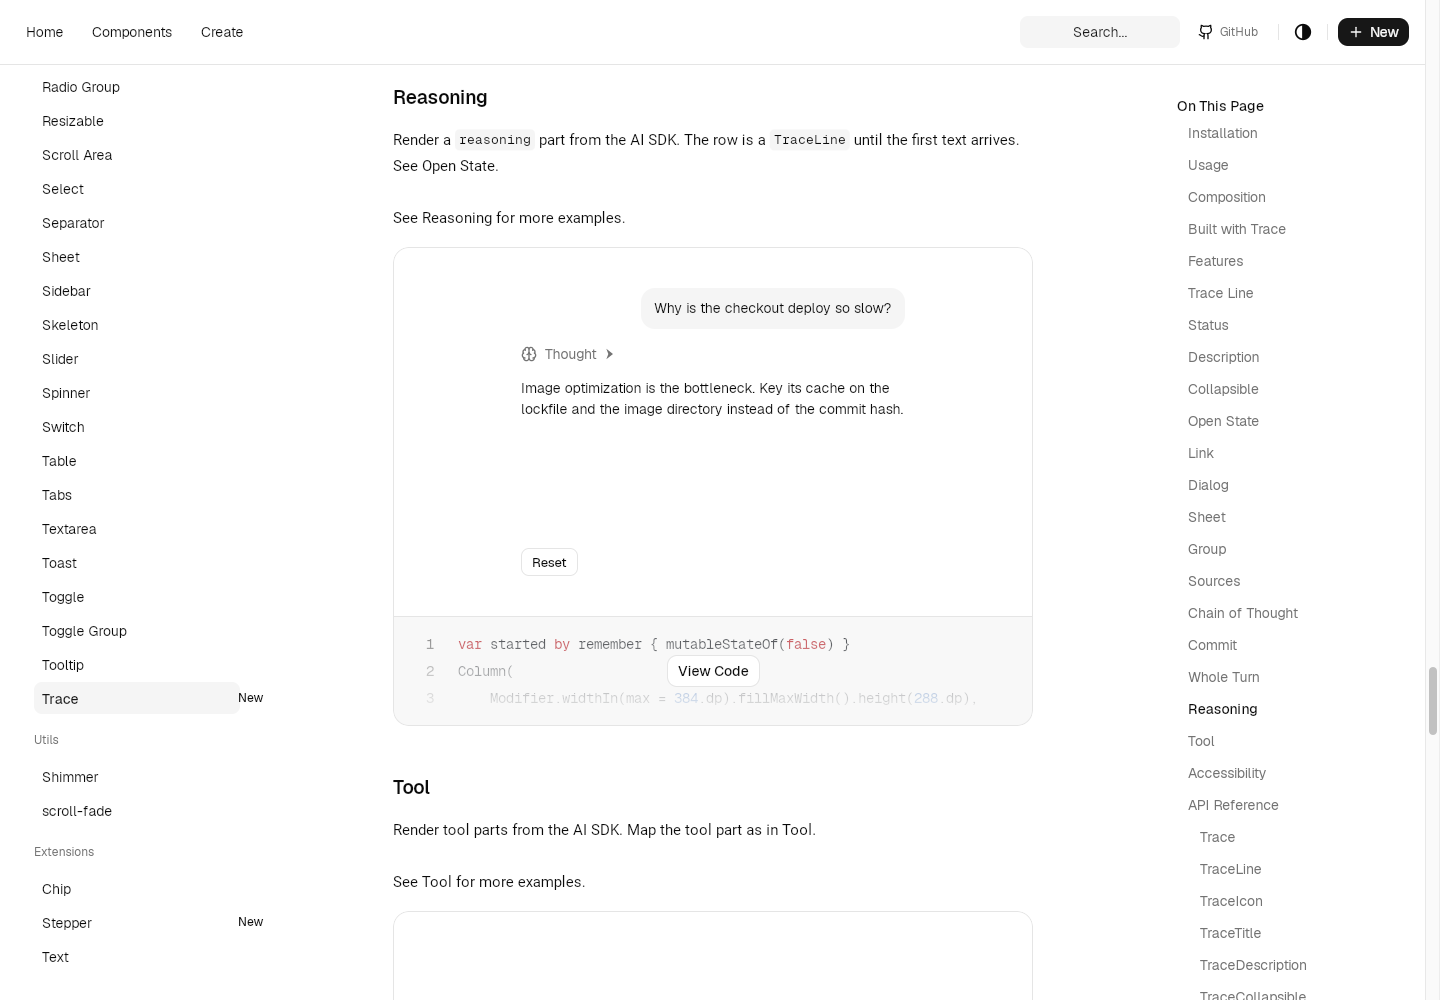 Home
Components
Create
Search...
GitHub
New
Radio Group
Resizable
Scroll Area
Select
Separator
Sheet
Sidebar
Skeleton
Slider
Spinner
Switch
Table
Tabs
Textarea
Toast
Toggle
Toggle Group
Tooltip
Trace New
Utils
Shimmer
scroll-fade
Extensions
Chip
Stepper New
Text
Reasoning
Render a reasoning part from the AI SDK. The row is a TraceLine until the first text arrives.
See Open State.
See Reasoning for more examples.
Why is the checkout deploy so slow?
Thought
Image optimization is the bottleneck. Key its cache on the
lockfile and the image directory instead of the commit hash.
Reset
1 var started by remember { mutableStateOf(false) }
2 Column(
View Code
3 Modifier.widthIn(max = 384.dp).fillMaxWidth().height(288.dp),
Tool
Render tool parts from the AI SDK. Map the tool part as in Tool.
See Tool for more examples.
On This Page
Installation
Usage
Composition
Built with Trace
Features
Trace Line
Status
Description
Collapsible
Open State
Link
Dialog
Sheet
Group
Sources
Chain of Thought
Commit
Whole Turn
Reasoning
Tool
Accessibility
API Reference
Trace
TraceLine
TraceIcon
TraceTitle
TraceDescription
TraceCollapsible